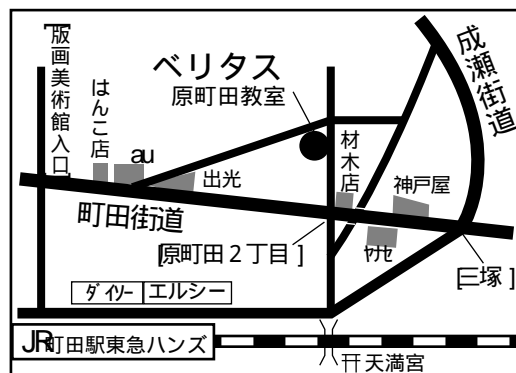 [版画美術館入口]
はんこ店
au
ベリタス
原町田教室
成瀬街道
材木店
出光
神戸屋
町田街道
[原町田2丁目]
ヤセ
[三塚]
ダイソー
エルシー
JR町田駅東急ハンズ
天満宮